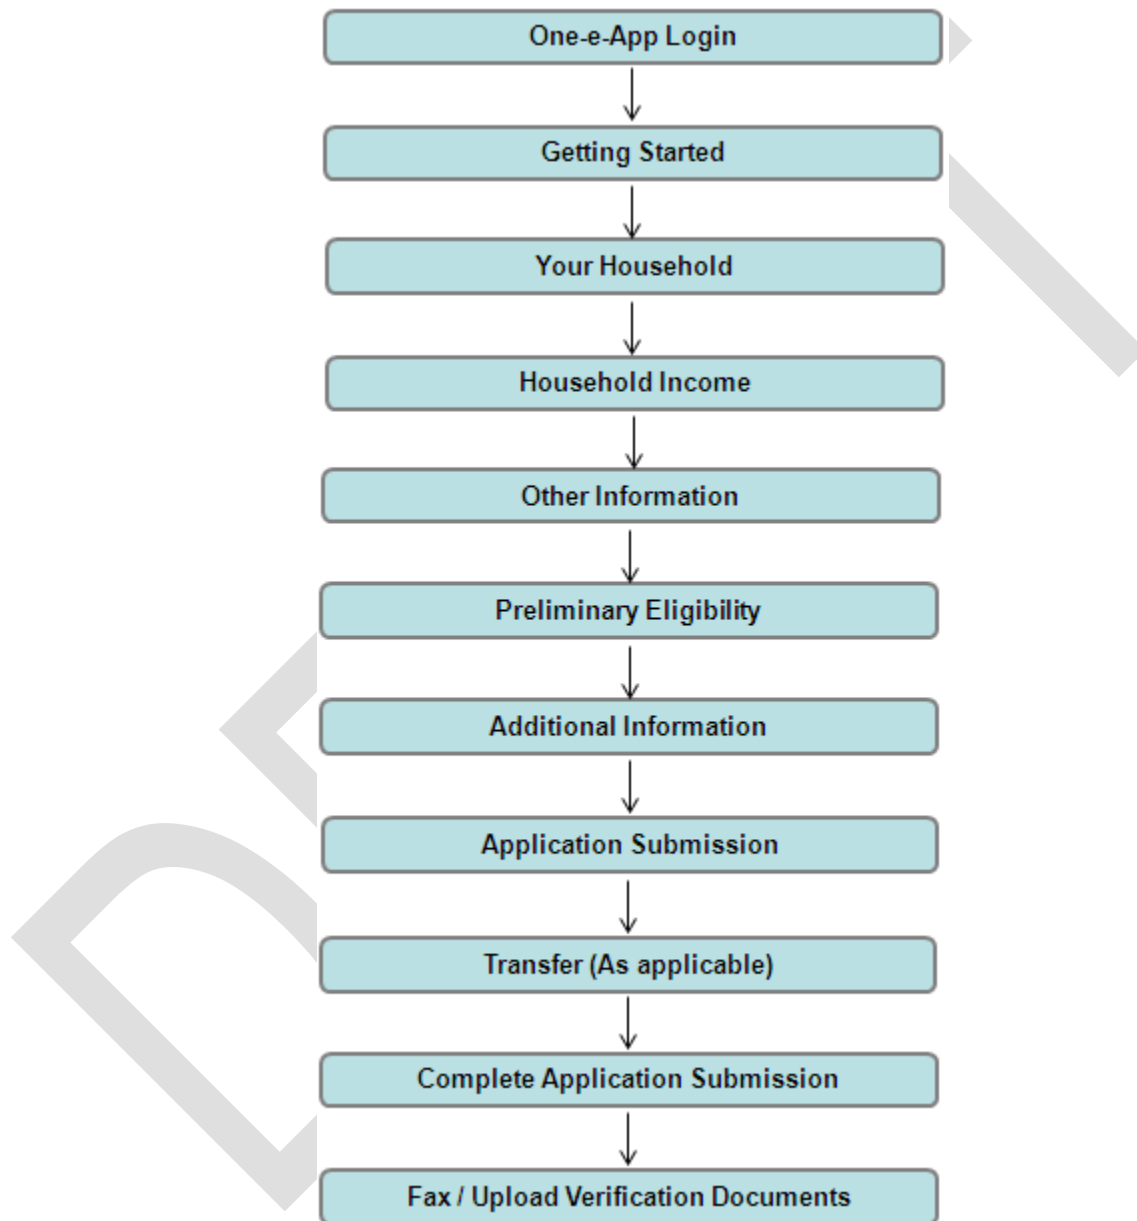 One-e-App Login
Getting Started
Your Household
Household Income
Other Information
Preliminary Eligibility
Additional Information
Application Submission
Transfer (As applicable)
Complete Application Submission
Fax / Upload Verification Documents